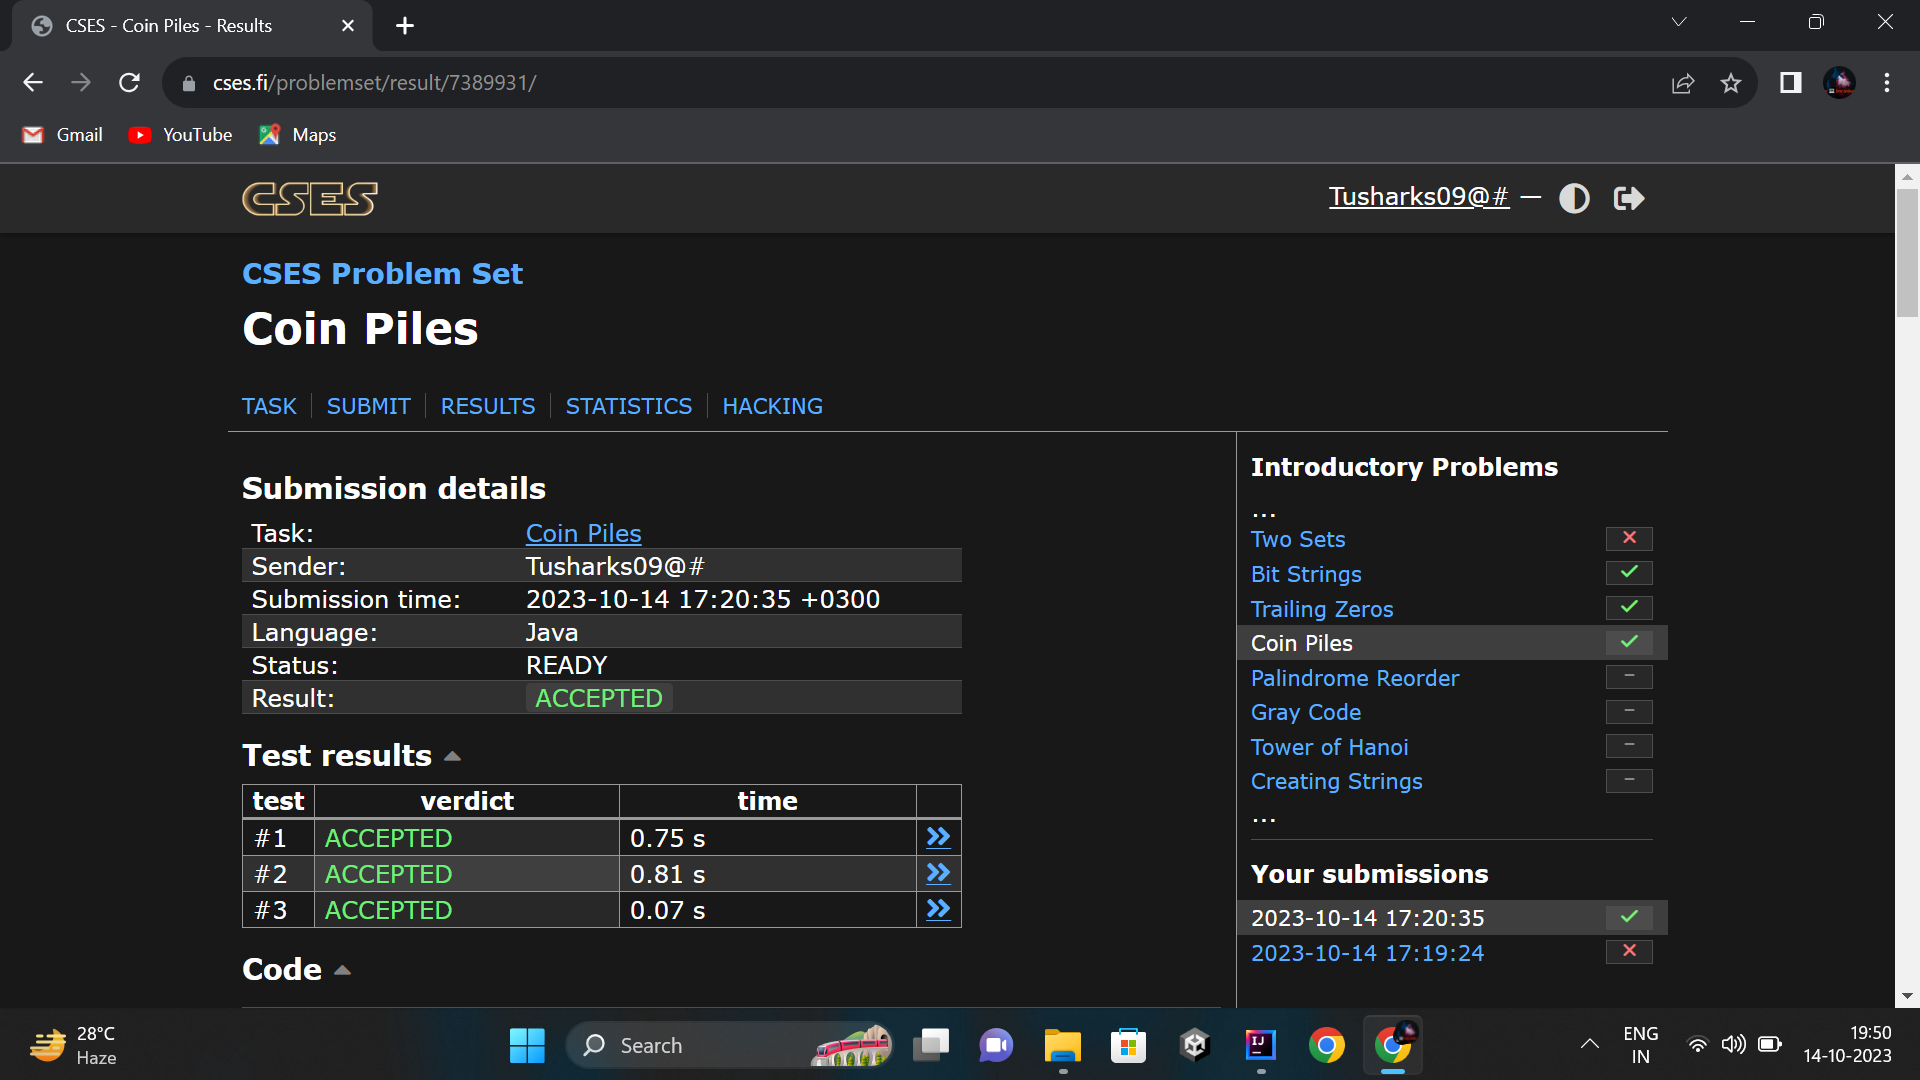 CSES - Coin Piles - Results
cses.fi/problemset/result/7389931/
Gmail YouTube Maps
CSES
Tusharks09@# —
CSES Problem Set
Coin Piles
TASK SUBMIT RESULTS STATISTICS HACKING
Submission details
Task: Coin Piles
Sender: Tusharks09@#
Submission time: 2023-10-14 17:20:35 +0300
Language: Java
Status: READY
Result: ACCEPTED
Test results
test verdict time
#1 ACCEPTED 0.75 s
#2 ACCEPTED 0.81 s
#3 ACCEPTED 0.07 s
Code
Introductory Problems
...
Two Sets
Bit Strings
Trailing Zeros
Coin Piles
Palindrome Reorder
Gray Code
Tower of Hanoi
Creating Strings
...
Your submissions
2023-10-14 17:20:35
2023-10-14 17:19:24
28°C
Haze
Search
IJ
ENG
IN
19:50
14-10-2023